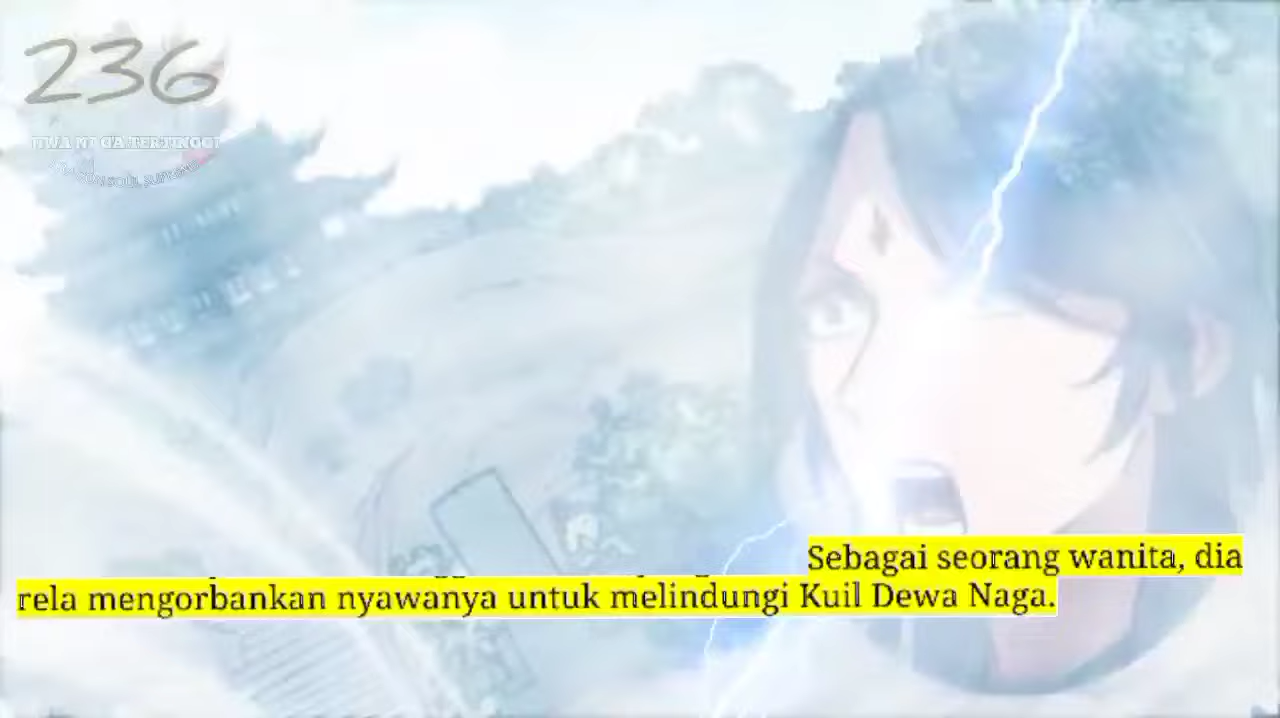 236
Sebagai seorang wanita, dia
rela mengorbankan nyawanya untuk melindungi Kuil Dewa Naga.